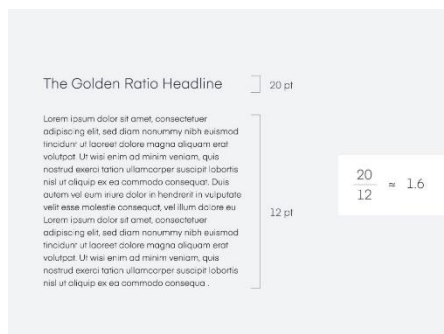 The Golden Ratio Headline
20 pt
Lorem ipsum dolor sit amet, consectetuer
adipiscing elit, sed diam nonummy nibh euismod
tincidunt ut laoreet dolore magna aliquam erat
volutpat. Ut wisi enim ad minim veniam, quis
nostrud exerci tation ullamcorper suscipit lobortis
nisl ut aliquip ex ea commodo consequat. Duis
autem vel eum iriure dolor in hendrerit in vulputate
velit esse molestie consequat, vel illum dolore eu
Lorem ipsum dolor sit amet, consectetuer
adipiscing elit, sed diam nonummy nibh euismod
tincidunt ut laoreet dolore magna aliquam erat
volutpat. Ut wisi enim ad minim veniam, quis
nostrud exerci tation ullamcorper suscipit lobortis
nisl ut aliquip ex ea commodo consequa .
12 pt
20
12
≈ 1.6